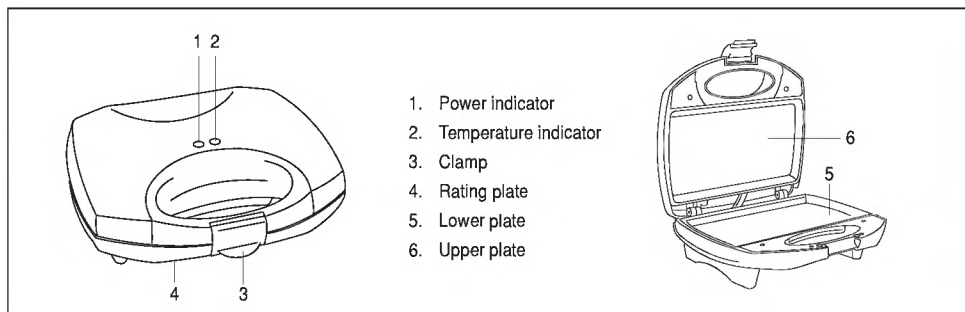 1 2
1. Power indicator
2. Temperature indicator
3. Clamp
4. Rating plate
5. Lower plate
6. Upper plate
4 3
6
5